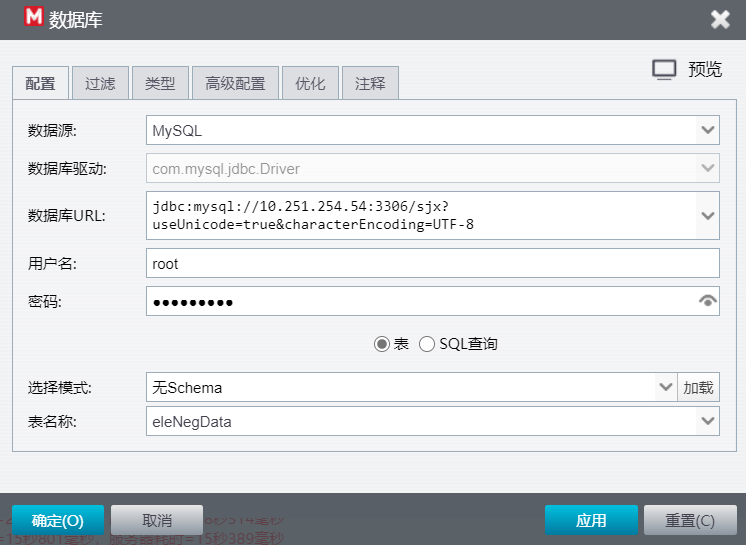 M 数据库
配置 过滤 类型 高级配置 优化 注释 预览
数据源: MySQL
数据库驱动: com.mysql.jdbc.Driver
数据库URL: jdbc:mysql://10.251.254.54:3306/sjx?
useUnicode=true&characterEncoding=UTF-8
用户名: root
密码: ●●●●●●●●●
表 SQL查询
选择模式: 无Schema 加载
表名称: eleNegData
确定(O) 取消 应用 重置(C)
=15秒801毫秒，服务器耗时=15秒389毫秒